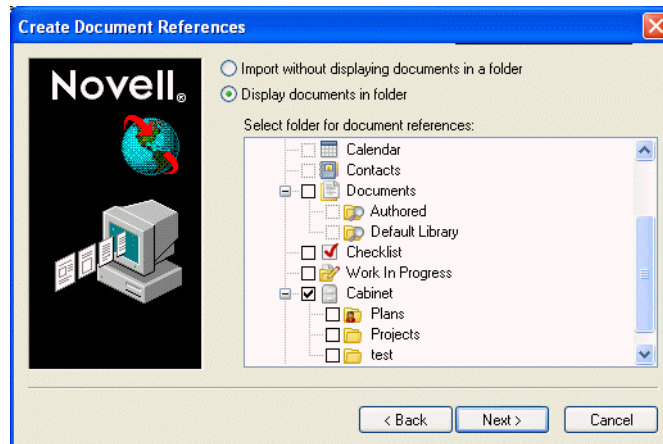 Create Document References
Novell®
Import without displaying documents in a folder
Display documents in folder
Select folder for document references:
Calendar
Contacts
Documents
Authored
Default Library
Checklist
Work In Progress
Cabinet
Plans
Projects
test
< Back
Next >
Cancel